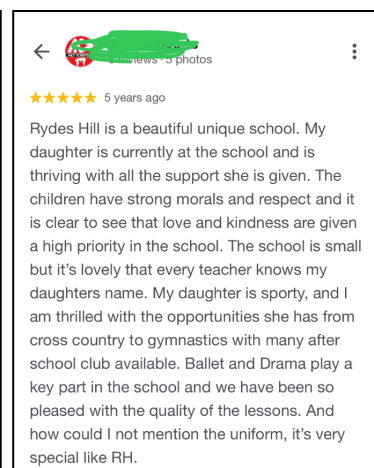 photos
5 years ago
Rydes Hill is a beautiful unique school. My
daughter is currently at the school and is
thriving with all the support she is given. The
children have strong morals and respect and it
is clear to see that love and kindness are given
a high priority in the school. The school is small
but it's lovely that every teacher knows my
daughters name. My daughter is sporty, and I
am thrilled with the opportunities she has from
cross country to gymnastics with many after
school club available. Ballet and Drama play a
key part in the school and we have been so
pleased with the quality of the lessons. And
how could I not mention the uniform, it's very
special like RH.